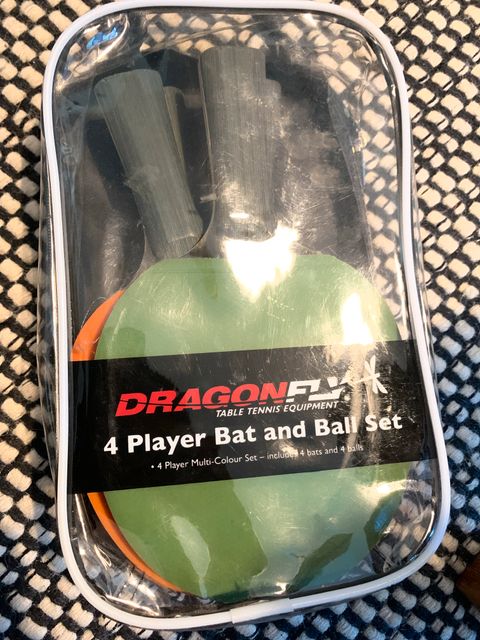 DRAGONFLY
TABLE TENNIS EQUIPMENT
4 Player Bat and Ball Set
• 4 Player Multi-Colour Set – includes 4 bats and 4 balls